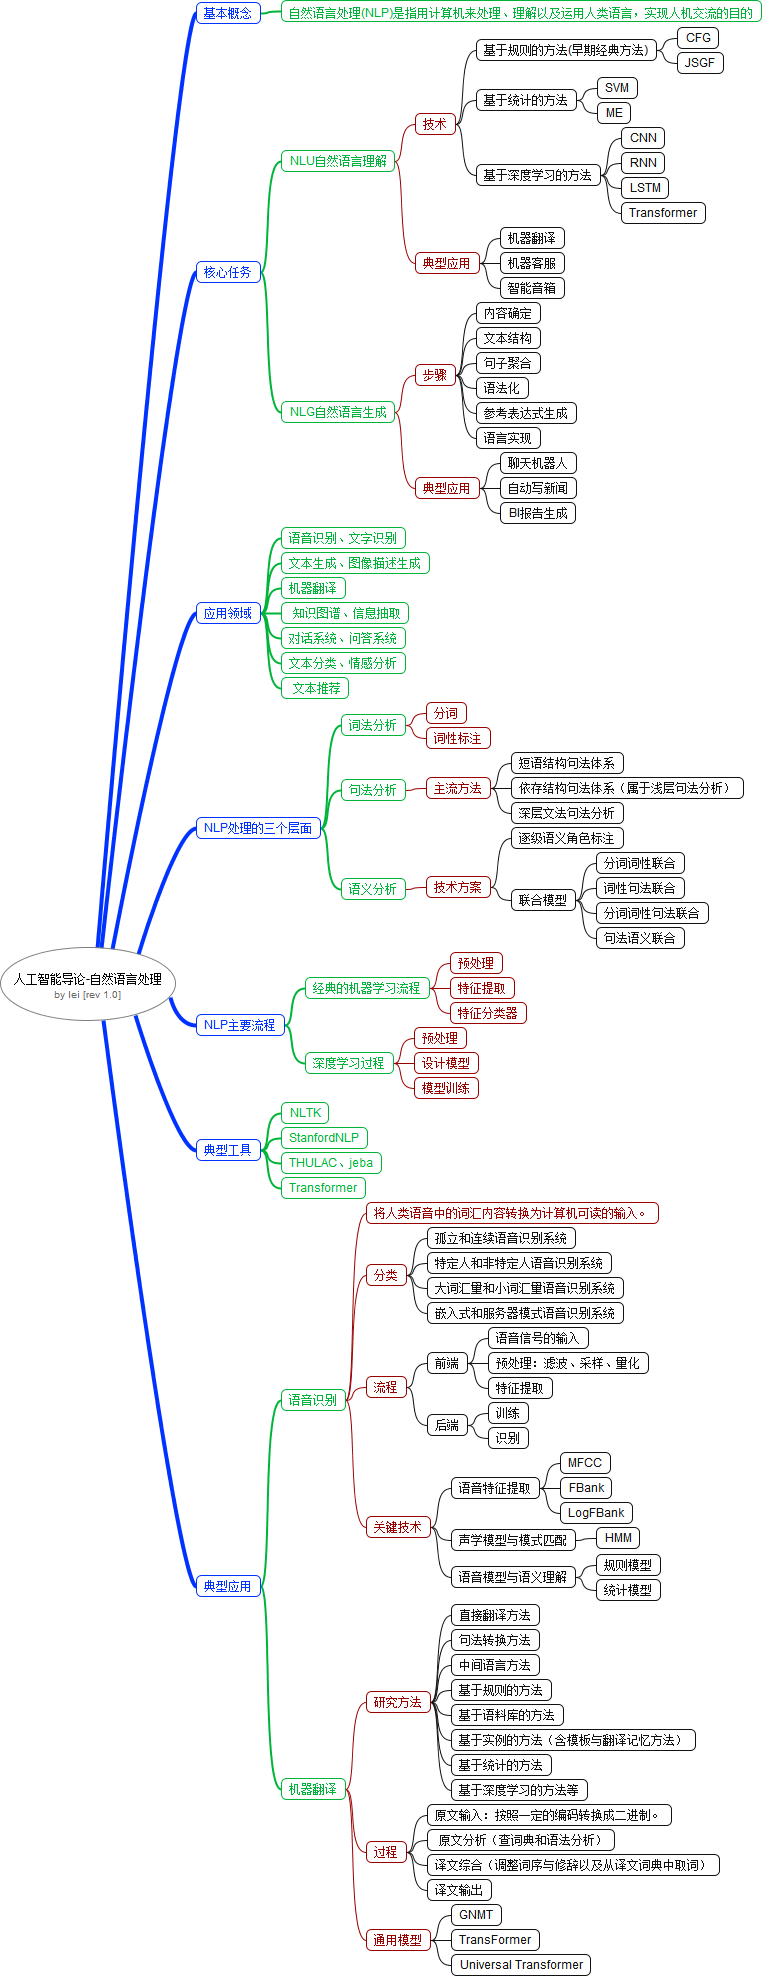 基本概念
自然语言处理(NLP)是指用计算机来处理、理解以及运用人类语言，实现人机交流的目的
核心任务
NLU自然语言理解
技术
基于规则的方法(早期经典方法)
CFG
JSGF
基于统计的方法
SVM
ME
基于深度学习的方法
CNN
RNN
LSTM
Transformer
典型应用
机器翻译
机器客服
智能音箱
NLG自然语言生成
步骤
内容确定
文本结构
句子聚合
语法化
参考表达式生成
语言实现
典型应用
聊天机器人
自动写新闻
BI报告生成
应用领域
语音识别、文字识别
文本生成、图像描述生成
机器翻译
知识图谱、信息抽取
对话系统、问答系统
文本分类、情感分析
文本推荐
NLP处理的三个层面
词法分析
分词
词性标注
句法分析
主流方法
短语结构句法体系
依存结构句法体系（属于浅层句法分析）
深层文法句法分析
语义分析
技术方案
逐级语义角色标注
联合模型
分词词性联合
词性句法联合
分词词性句法联合
句法语义联合
人工智能导论-自然语言处理
by lei [rev 1.0]
NLP主要流程
经典的机器学习流程
预处理
特征提取
特征分类器
深度学习过程
预处理
设计模型
模型训练
典型工具
NLTK
StanfordNLP
THULAC、jeba
Transformer
典型应用
语音识别
将人类语音中的词汇内容转换为计算机可读的输入。
分类
孤立和连续语音识别系统
特定人和非特定人语音识别系统
大词汇量和小词汇量语音识别系统
嵌入式和服务器模式语音识别系统
流程
前端
语音信号的输入
预处理：滤波、采样、量化
特征提取
后端
训练
识别
关键技术
语音特征提取
MFCC
FBank
LogFBank
声学模型与模式匹配
HMM
语音模型与语义理解
规则模型
统计模型
机器翻译
研究方法
直接翻译方法
句法转换方法
中间语言方法
基于规则的方法
基于语料库的方法
基于实例的方法（含模板与翻译记忆方法）
基于统计的方法
基于深度学习的方法等
过程
原文输入：按照一定的编码转换成二进制。
原文分析（查词典和语法分析）
译文综合（调整词序与修辞以及从译文词典中取词）
译文输出
通用模型
GNMT
TransFormer
Universal Transformer